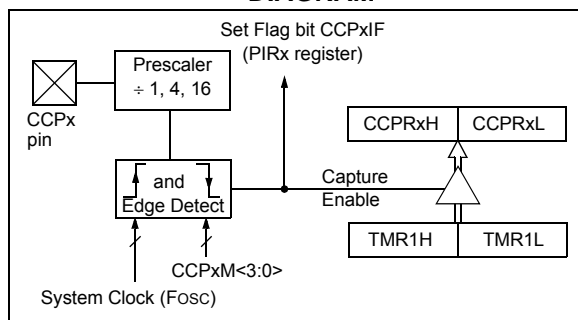 DIAGRAM
Set Flag bit CCPxIF
(PIRx register)
Prescaler
÷ 1, 4, 16
CCPx
pin
CCPRxH CCPRxL
and
Edge Detect
Capture
Enable
TMR1H TMR1L
CCPxM<3:0>
System Clock (FOSC)